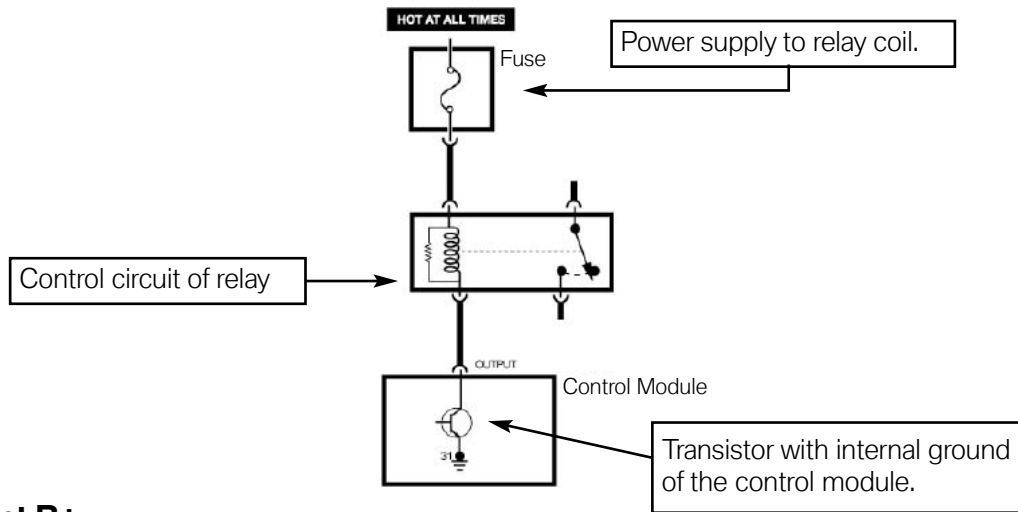 HOT AT ALL TIMES
Power supply to relay coil.
Fuse
Control circuit of relay
OUTPUT
Control Module
31
Transistor with internal ground
of the control module.